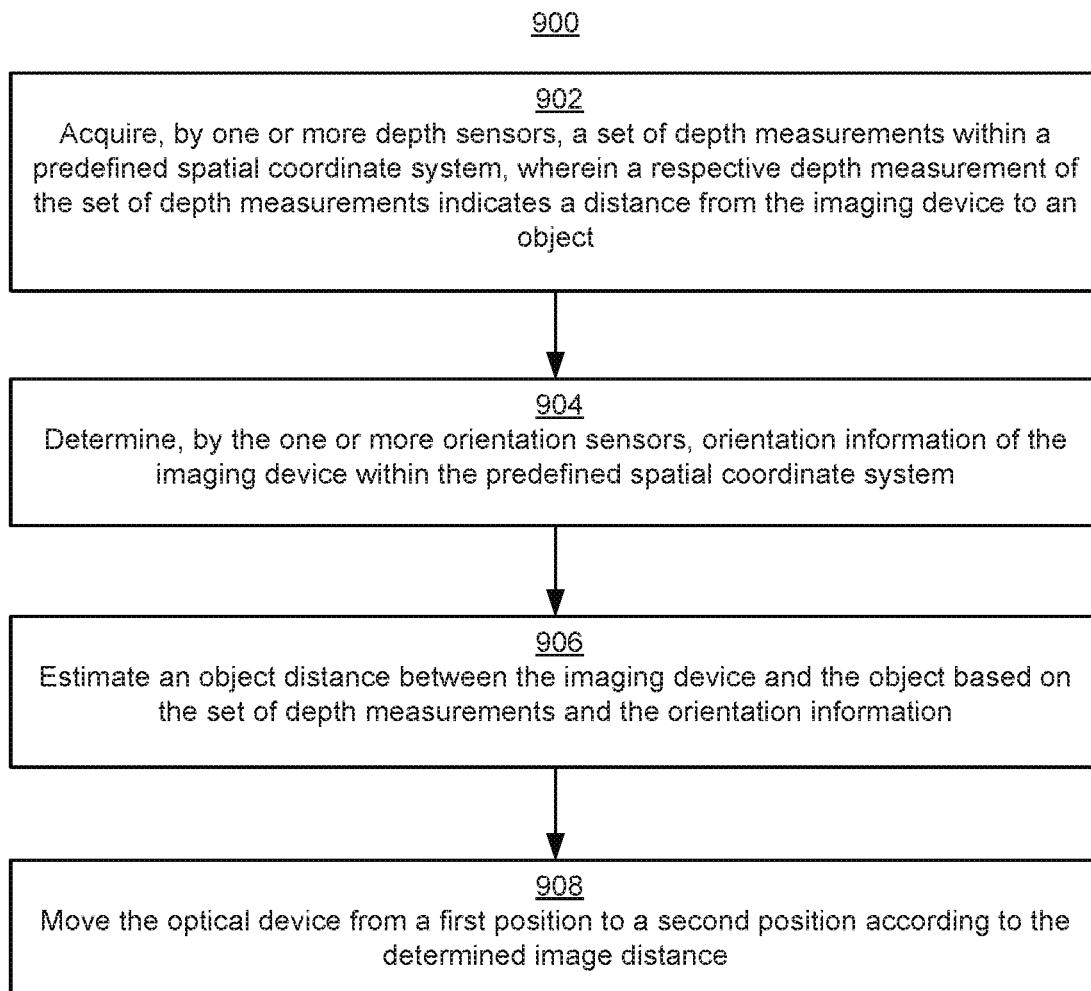 900
902
Acquire, by one or more depth sensors, a set of depth measurements within a
predefined spatial coordinate system, wherein a respective depth measurement of
the set of depth measurements indicates a distance from the imaging device to an
object
904
Determine, by the one or more orientation sensors, orientation information of the
imaging device within the predefined spatial coordinate system
906
Estimate an object distance between the imaging device and the object based on
the set of depth measurements and the orientation information
908
Move the optical device from a first position to a second position according to the
determined image distance